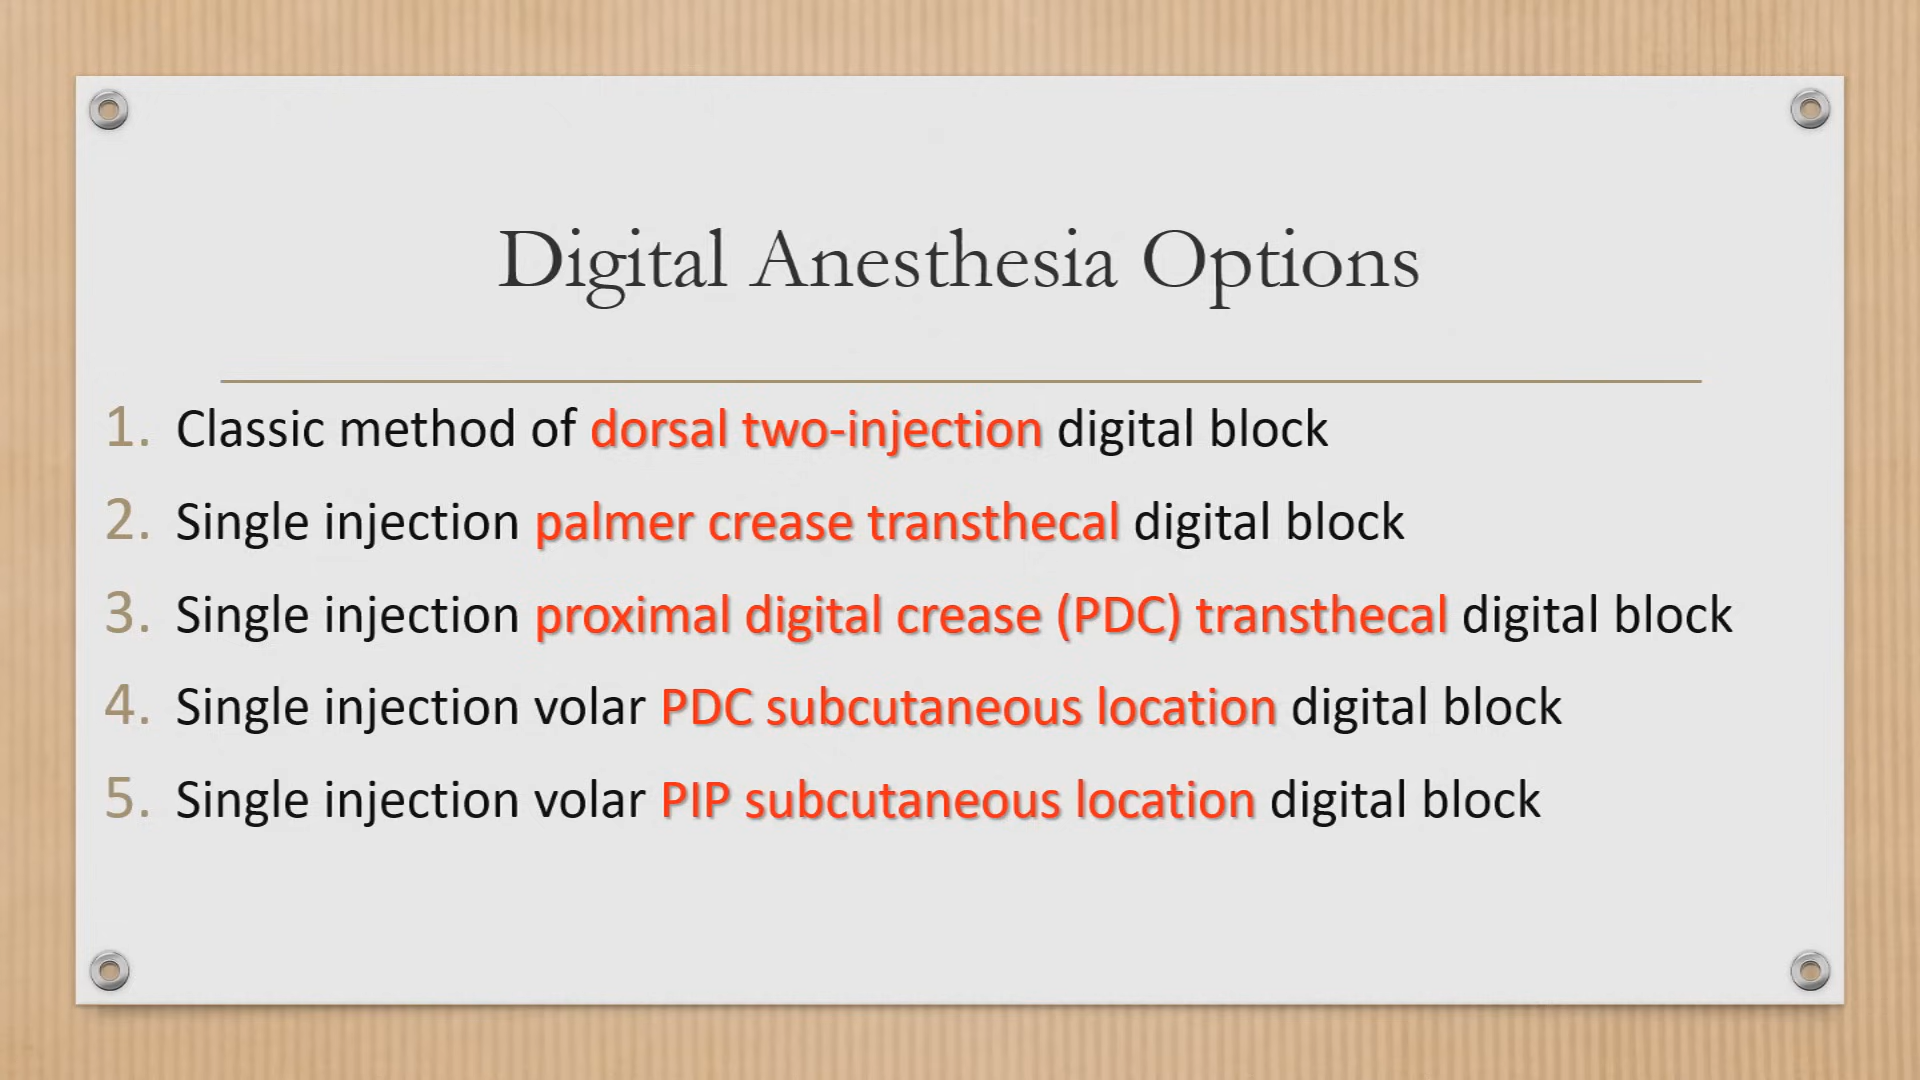 Digital Anesthesia Options
1. Classic method of dorsal two-injection digital block
2. Single injection palmer crease transthecal digital block
3. Single injection proximal digital crease (PDC) transthecal digital block
4. Single injection volar PDC subcutaneous location digital block
5. Single injection volar PIP subcutaneous location digital block